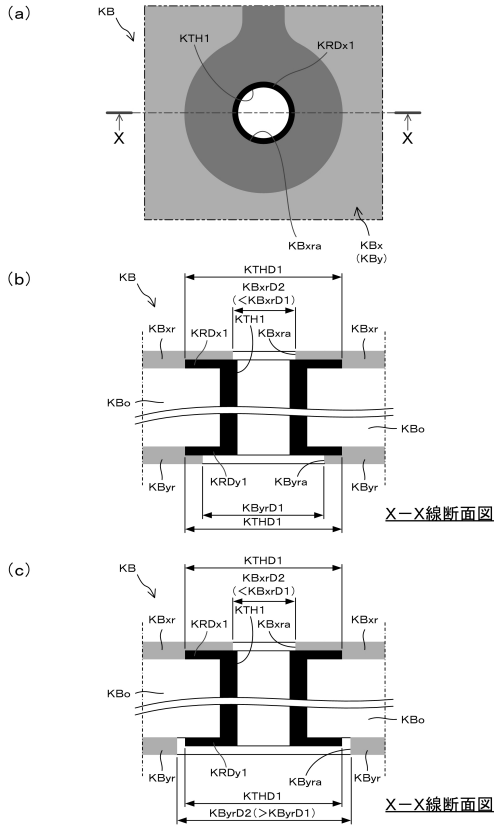 (a)
KB
KTH1
KRDx1
X
X
KBxra
KBx
(KBy)
(b)
KB
KTHD1
KBxrD2
(<KBxrD1)
KTH1
KBxr
KRDx1
KBxra
KBxr
KBo
KBo
KByr
KRDy1
KByra
KByr
KByrD1
KTHD1
X－X線断面図
(c)
KB
KTHD1
KBxrD2
(<KBxrD1)
KTH1
KBxr
KRDx1
KBxra
KBxr
KBo
KBo
KByr
KRDy1
KByra
KByr
KTHD1
KByrD2(>KByrD1)
X－X線断面図